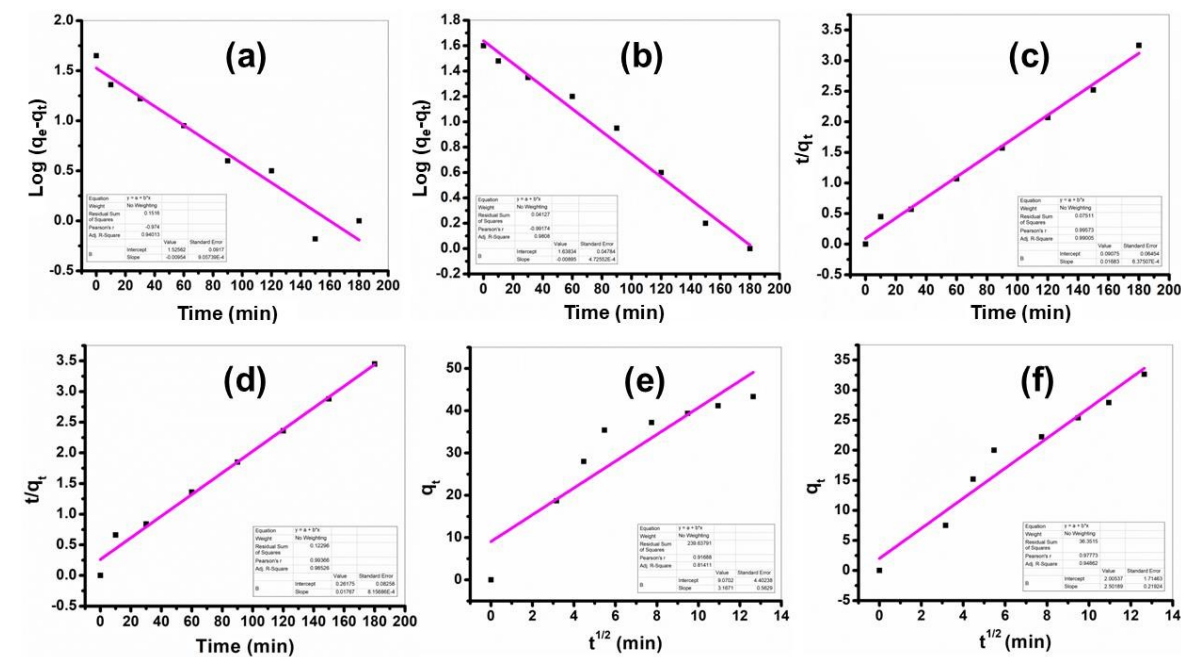 (a)
Log (qe-qt)
2.0
1.5
1.0
0.5
0.0
-0.5
Equation y = a + b*x
Weight No Weighting
Residual Sum of Squares 0.1516
Pearson's r -0.974
Adj. R-Square 0.94013
Value Standard Error
B Intercept 1.52582 0.0917
Slope -0.00954
0 20 40 60 80 100 120 140 160 180 200
Time (min)
(b)
Log (qe-qt)
1.8
1.6
1.4
1.2
1.0
0.8
0.6
0.4
0.2
0.0
-0.2
Equation y = a + b*x
Weight No Weighting
Residual Sum of Squares 0.04127
Pearson's r -0.99174
Adj. R-Square 0.9808
Value Standard Error
B Intercept 1.63834 0.04784
Slope -0.00895
0 20 40 60 80 100 120 140 160 180 200
Time (min)
(c)
t/qt
3.5
3.0
2.5
2.0
1.5
1.0
0.5
0.0
-0.5
Equation y = a + b*x
Weight No Weighting
Residual Sum of Squares 0.07511
Pearson's r 0.99573
Adj. R-Square 0.99005
Value Standard Error
B Intercept 0.09075 0.06454
Slope 0.01683
0 20 40 60 80 100 120 140 160 180 200
Time (min)
(d)
t/qt
3.5
3.0
2.5
2.0
1.5
1.0
0.5
0.0
-0.5
Equation y = a + b*x
Weight No Weighting
Residual Sum of Squares 0.12296
Pearson's r 0.99366
Adj. R-Square 0.98526
Value Standard Error
B Intercept 0.26175 0.08258
Slope 0.01767
0 20 40 60 80 100 120 140 160 180 200
Time (min)
(e)
qt
50
40
30
20
10
0
Equation y = a + b*x
Weight No Weighting
Residual Sum of Squares 239.63791
Pearson's r 0.91688
Adj. R-Square 0.81411
Value Standard Error
B Intercept 9.0702 4.40238
Slope 3.1671 0.5629
0 2 4 6 8 10 12 14
t1/2 (min)
(f)
qt
35
30
25
20
15
10
5
0
-5
Equation y = a + b*x
Weight No Weighting
Residual Sum of Squares 36.3515
Pearson's r 0.97773
Adj. R-Square 0.94862
Value Standard Error
B Intercept 2.00537 1.71463
Slope 2.50189 0.21924
0 2 4 6 8 10 12 14
t1/2 (min)